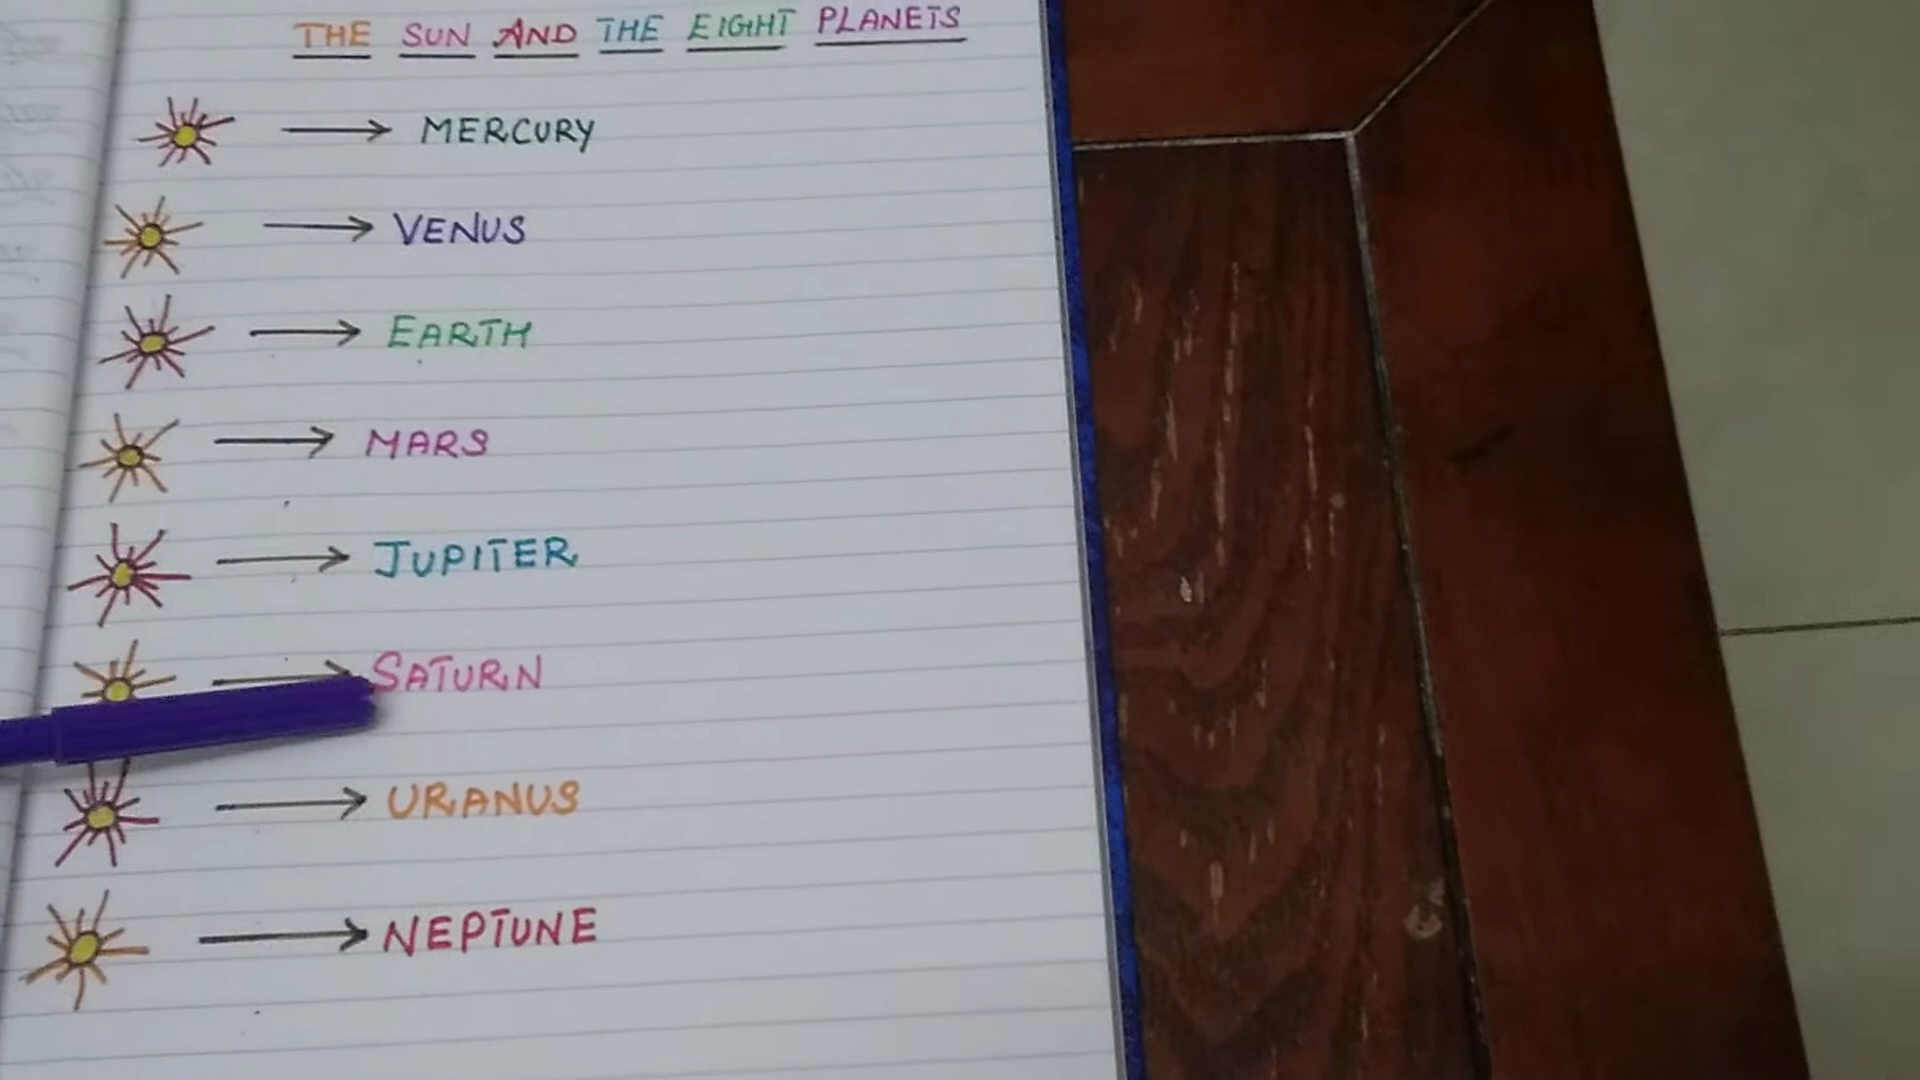 THE SUN AND THE EIGHT PLANETS
MERCURY
VENUS
EARTH
MARS
JUPITER
SATURN
URANUS
NEPTUNE